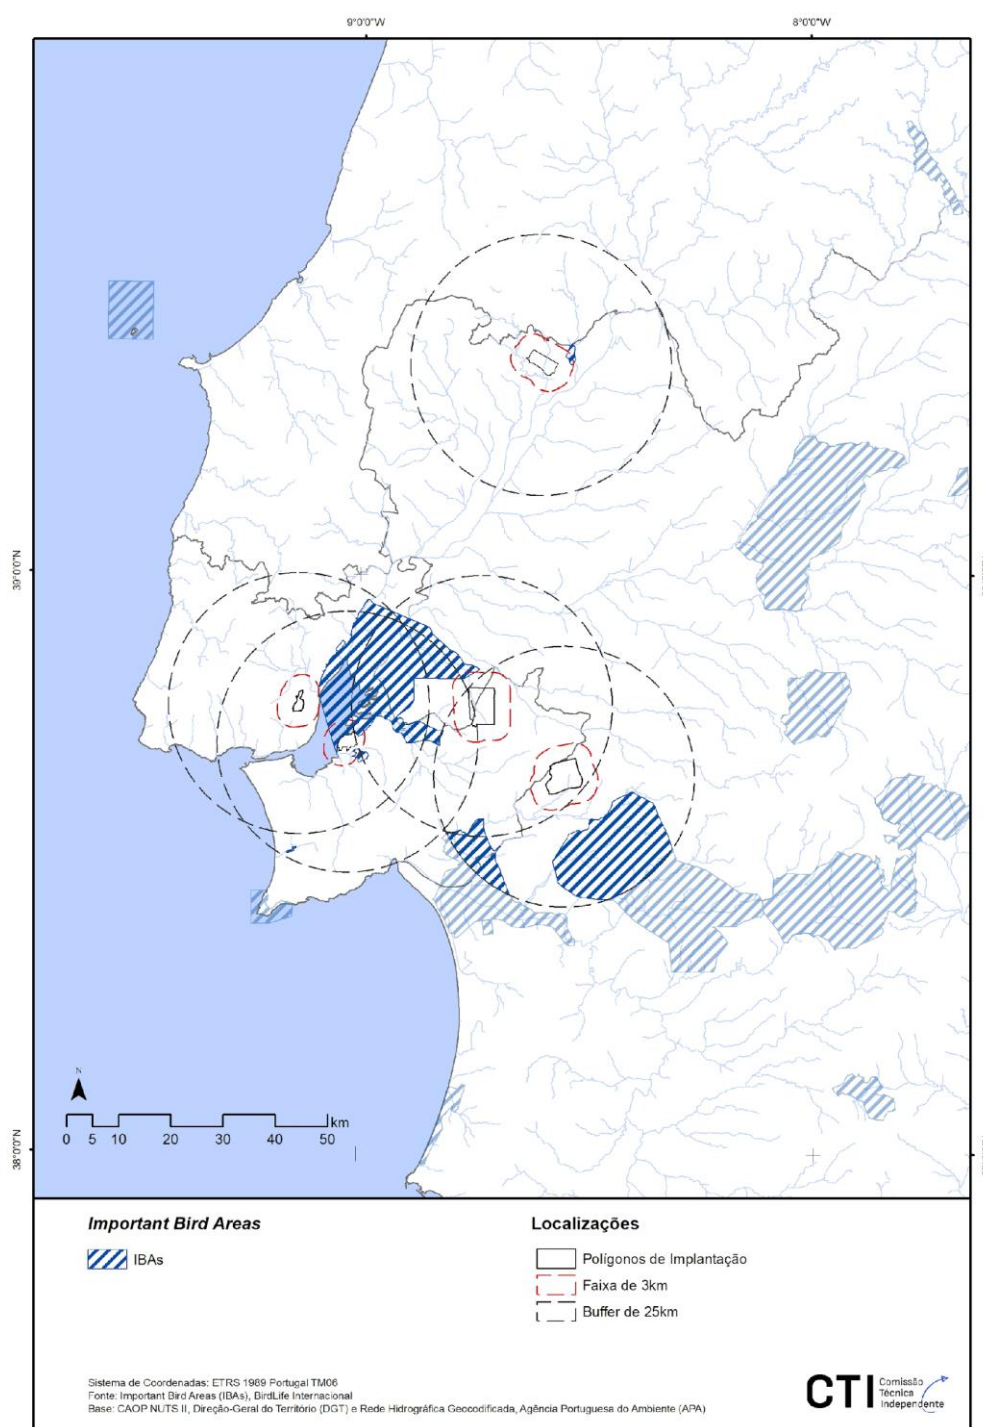 9°0'0"W
8°0'0"W
39°0'0"N
38°0'0"N
N
km
0 5 10 20 30 40 50
Important Bird Areas
IBAs
Localizações
Polígonos de Implantação
Faixa de 3km
Buffer de 25km
Sistema de Coordenadas: ETRS 1989 Portugal TM06
Fonte: Important Bird Areas (IBAs), BirdLife Internacional
Base: CAOP NUTS II, Direção-Geral do Território (DGT) e Rede Hidrográfica Geocodificada, Agência Portuguesa do Ambiente (APA)
CTI
Comissão
Técnica
Independente